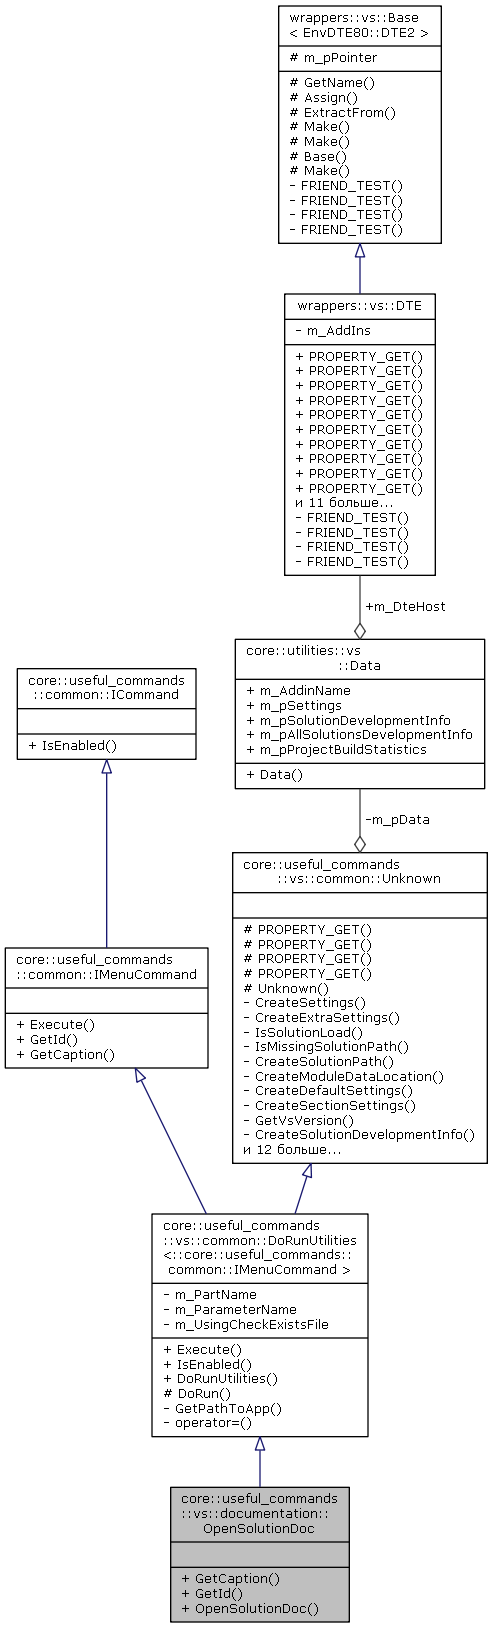 wrappers::vs::Base
< EnvDTE80::DTE2 >
# m_pPointer
# GetName()
# Assign()
# ExtractFrom()
# Make()
# Make()
# Base()
# Make()
- FRIEND_TEST()
- FRIEND_TEST()
- FRIEND_TEST()
- FRIEND_TEST()
wrappers::vs::DTE
- m_AddIns
+ PROPERTY_GET()
+ PROPERTY_GET()
+ PROPERTY_GET()
+ PROPERTY_GET()
+ PROPERTY_GET()
+ PROPERTY_GET()
+ PROPERTY_GET()
+ PROPERTY_GET()
+ PROPERTY_GET()
+ PROPERTY_GET()
и 11 больше...
- FRIEND_TEST()
- FRIEND_TEST()
- FRIEND_TEST()
- FRIEND_TEST()
+m_DteHost
core::utilities::vs
::Data
+ m_AddinName
+ m_pSettings
+ m_pSolutionDevelopmentInfo
+ m_pAllSolutionsDevelopmentInfo
+ m_pProjectBuildStatistics
+ Data()
core::useful_commands
::common::ICommand
+ IsEnabled()
-m_pData
core::useful_commands
::vs::common::Unknown
# PROPERTY_GET()
# PROPERTY_GET()
# PROPERTY_GET()
# PROPERTY_GET()
# Unknown()
- CreateSettings()
- CreateExtraSettings()
- IsSolutionLoad()
- IsMissingSolutionPath()
- CreateSolutionPath()
- CreateModuleDataLocation()
- CreateDefaultSettings()
- CreateSectionSettings()
- GetVsVersion()
- CreateSolutionDevelopmentInfo()
и 12 больше...
core::useful_commands
::common::IMenuCommand
+ Execute()
+ GetId()
+ GetCaption()
core::useful_commands
::vs::common::DoRunUtilities
<::core::useful_commands::
common::IMenuCommand >
- m_PartName
- m_ParameterName
- m_UsingCheckExistsFile
+ Execute()
+ IsEnabled()
+ DoRunUtilities()
# DoRun()
- GetPathToApp()
- operator=()
core::useful_commands
::vs::documentation::
OpenSolutionDoc
+ GetCaption()
+ GetId()
+ OpenSolutionDoc()